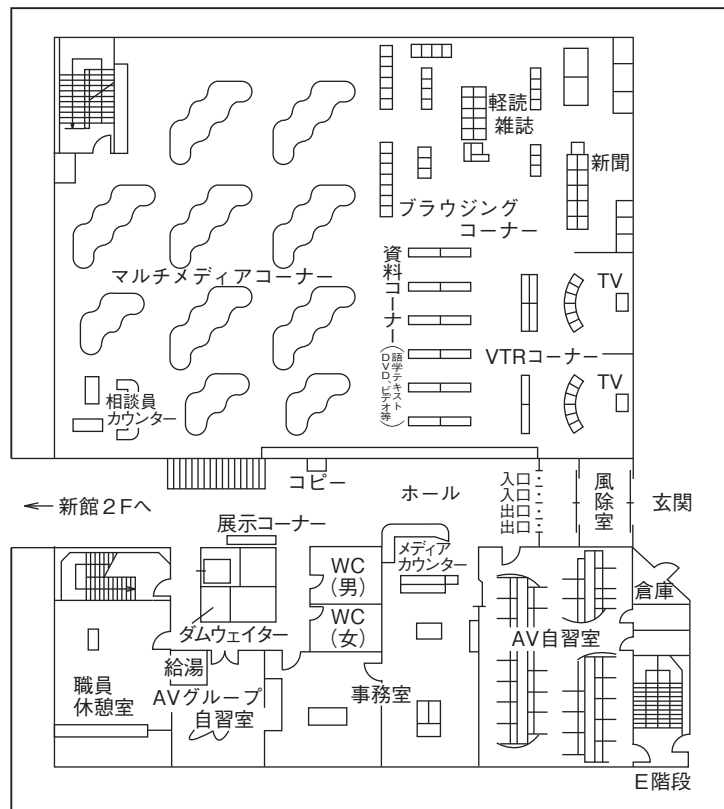 軽読
雑誌
新聞
ブラウジング
コーナー
資料コーナー
(語学テキスト
DVD、ビデオ等)
マルチメディアコーナー
TV
VTRコーナー
TV
相談員
カウンター
コピー
ホール
入口
入口
出口
出口
風除室
玄関
← 新館2Fへ
展示コーナー
メディア
カウンター
WC
(男)
WC
(女)
倉庫
ダムウェイター
AV自習室
給湯
職員
休憩室
AVグループ
自習室
事務室
E階段